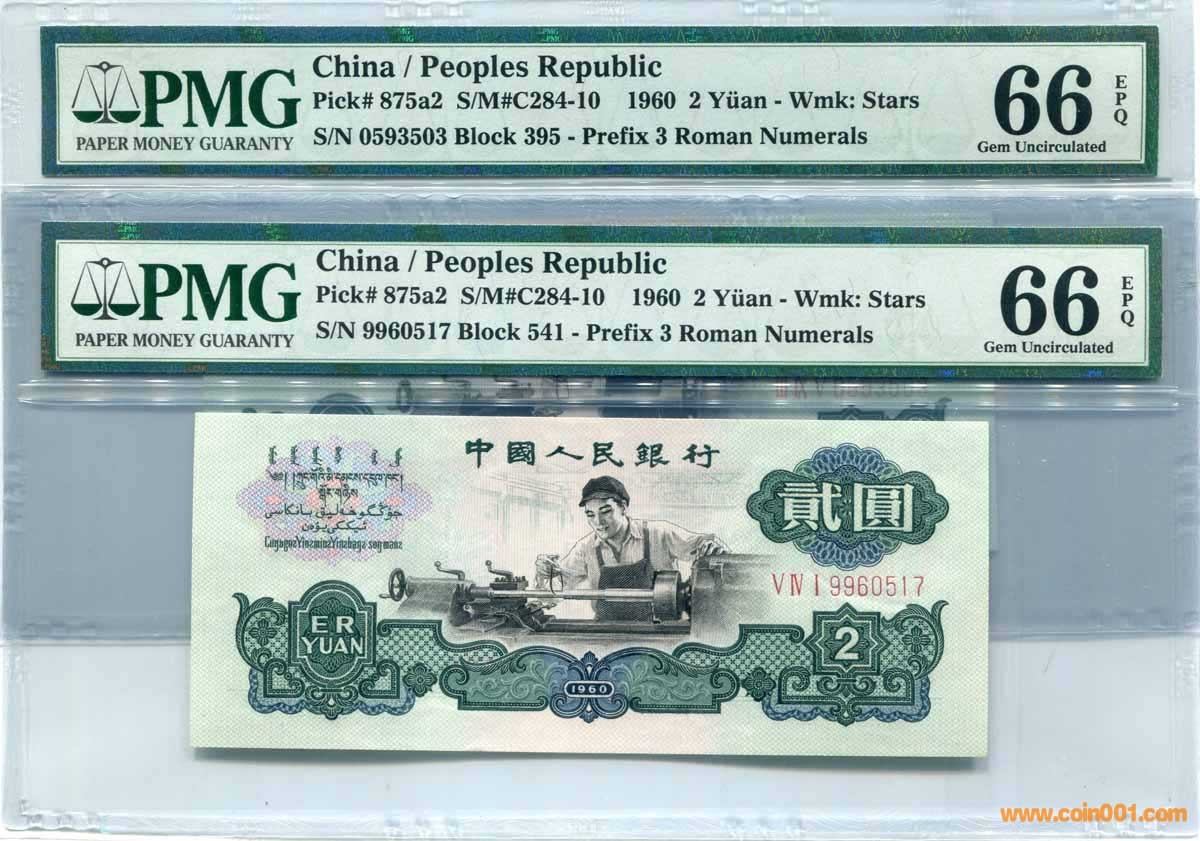 PMG
PAPER MONEY GUARANTY
China / Peoples Republic
Pick# 875a2 S/M#C284-10 1960 2 Yüan - Wmk: Stars
S/N 0593503 Block 395 - Prefix 3 Roman Numerals
66
EPQ
Gem Uncirculated
PMG
PAPER MONEY GUARANTY
China / Peoples Republic
Pick# 875a2 S/M#C284-10 1960 2 Yüan - Wmk: Stars
S/N 9960517 Block 541 - Prefix 3 Roman Numerals
66
EPQ
Gem Uncirculated
中國人民銀行
貳圓
V IV I 9960517
ER
YUAN
2
1960
www.coin001.com